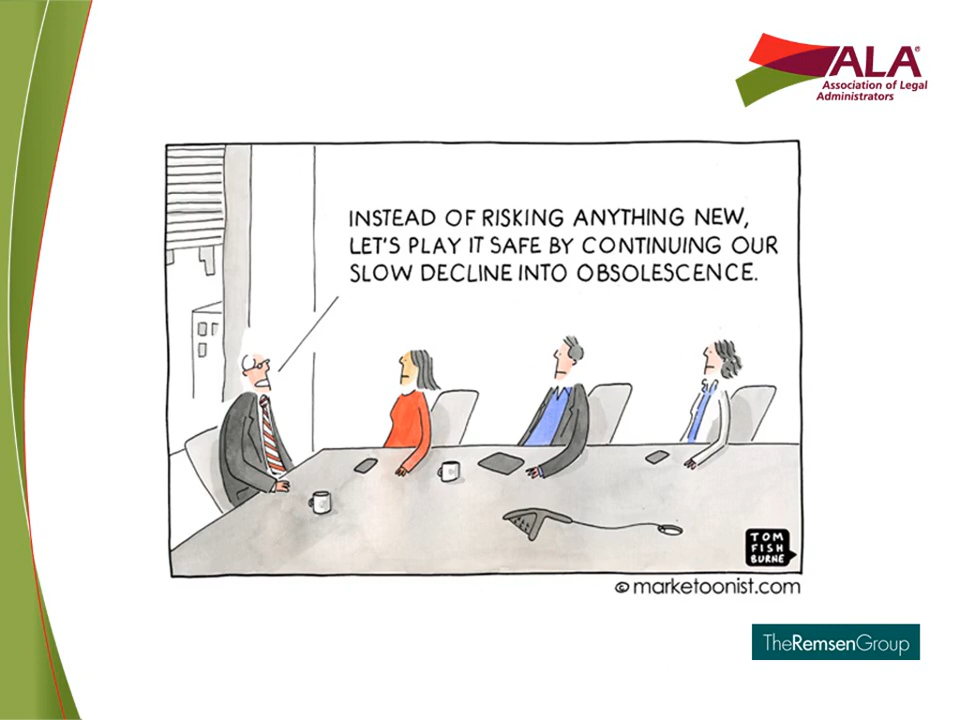 ALA®
Association of Legal
Administrators
INSTEAD OF RISKING ANYTHING NEW,
LET'S PLAY IT SAFE BY CONTINUING OUR
SLOW DECLINE INTO OBSOLESCENCE.
TOM
FISH
BURNE
© marketoonist.com
TheRemsenGroup